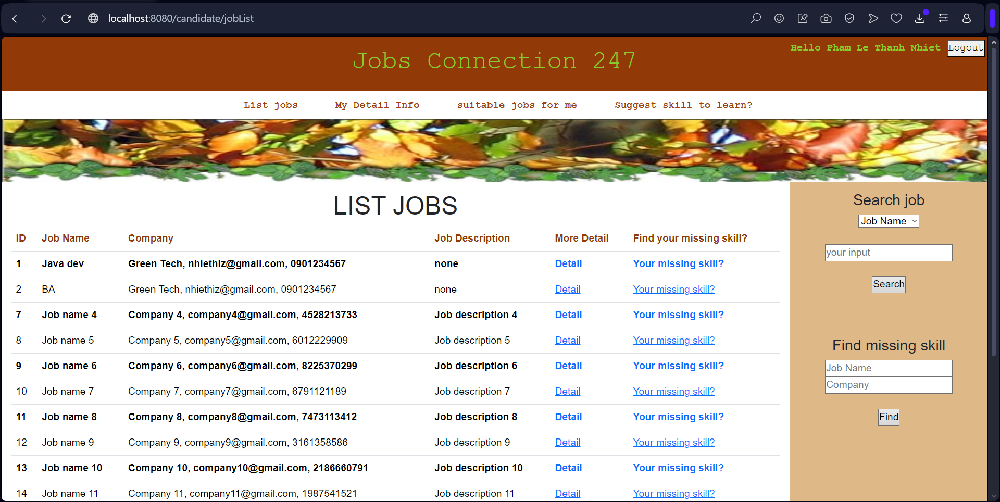 localhost:8080/candidate/jobList
Hello Pham Le Thanh Nhiet Logout
Jobs Connection 247
List jobs My Detail Info suitable jobs for me Suggest skill to learn?
LIST JOBS
ID Job Name Company Job Description More Detail Find your missing skill?
1 Java dev Green Tech, nhiethiz@gmail.com, 0901234567 none Detail Your missing skill?
2 BA Green Tech, nhiethiz@gmail.com, 0901234567 none Detail Your missing skill?
7 Job name 4 Company 4, company4@gmail.com, 4528213733 Job description 4 Detail Your missing skill?
8 Job name 5 Company 5, company5@gmail.com, 6012229909 Job description 5 Detail Your missing skill?
9 Job name 6 Company 6, company6@gmail.com, 8225370299 Job description 6 Detail Your missing skill?
10 Job name 7 Company 7, company7@gmail.com, 6791121189 Job description 7 Detail Your missing skill?
11 Job name 8 Company 8, company8@gmail.com, 7473113412 Job description 8 Detail Your missing skill?
12 Job name 9 Company 9, company9@gmail.com, 3161358586 Job description 9 Detail Your missing skill?
13 Job name 10 Company 10, company10@gmail.com, 2186660791 Job description 10 Detail Your missing skill?
14 Job name 11 Company 11, company11@gmail.com, 1987541521 Job description 11 Detail Your missing skill?
Search job
Job Name
your input
Search
Find missing skill
Job Name
Company
Find